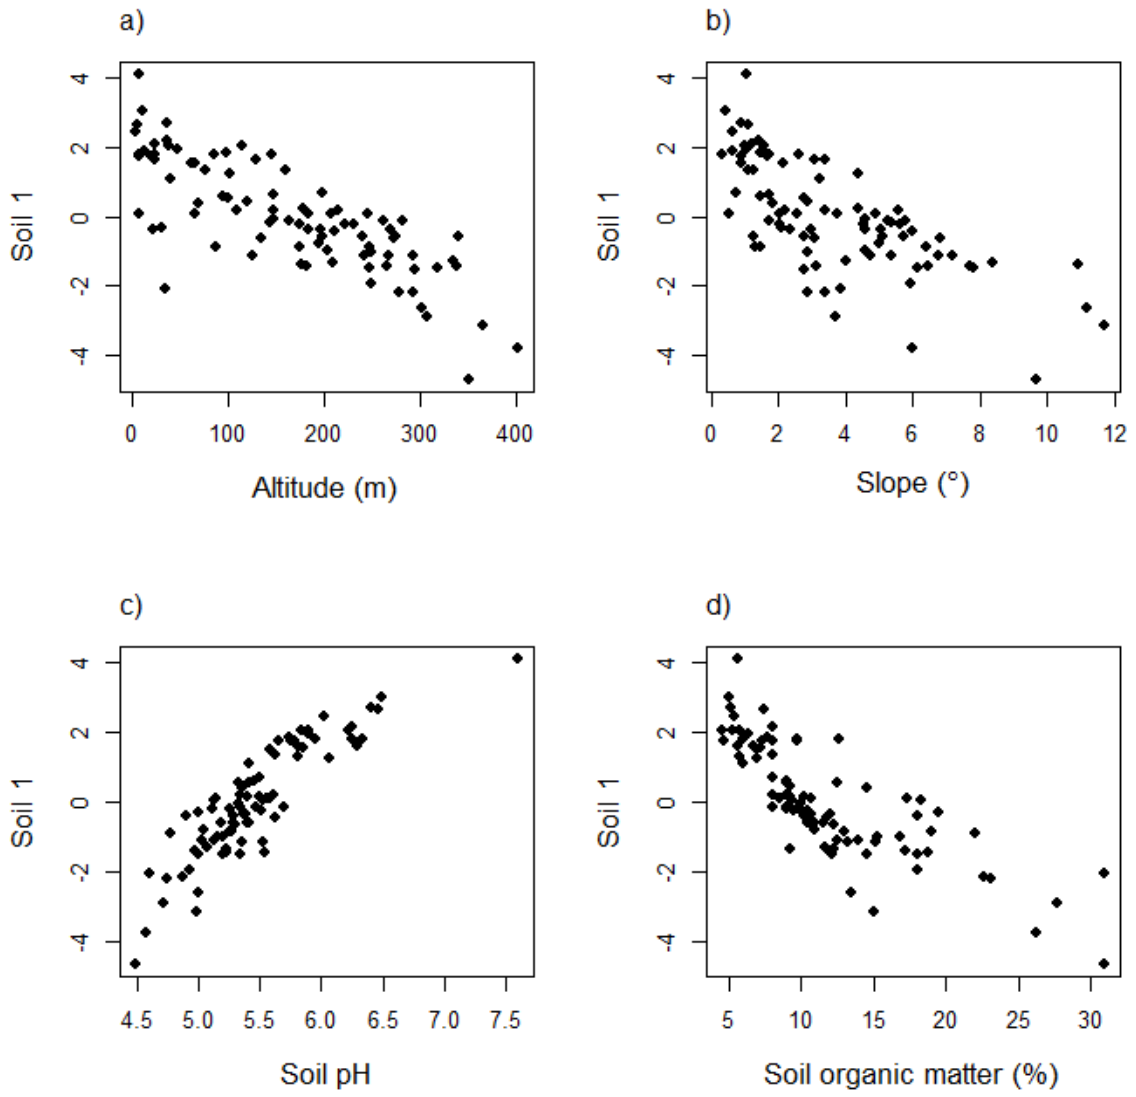 a)
4
2
0
-2
-4
Soil 1
0 100 200 300 400
Altitude (m)
b)
4
2
0
-2
-4
Soil 1
0 2 4 6 8 10 12
Slope (°)
c)
4
2
0
-2
-4
Soil 1
4.5 5.0 5.5 6.0 6.5 7.0 7.5
Soil pH
d)
4
2
0
-2
-4
Soil 1
5 10 15 20 25 30
Soil organic matter (%)